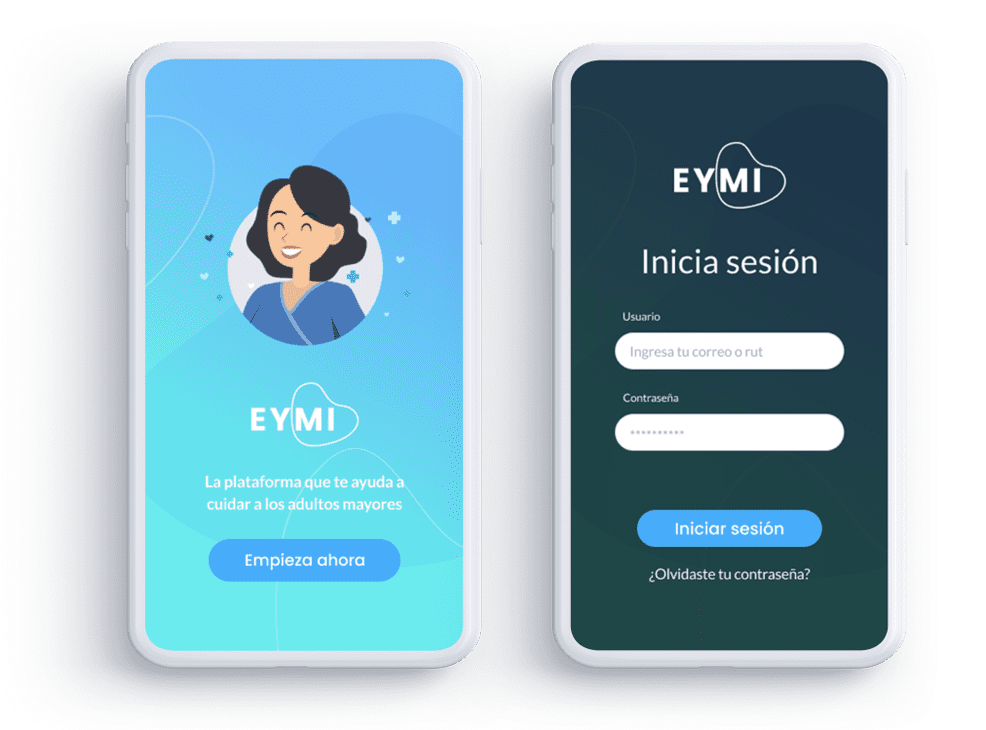 EYMI
La plataforma que te ayuda a
cuidar a los adultos mayores
Empieza ahora
EYMI
Inicia sesión
Usuario
Ingresa tu correo o rut
Contraseña
**********
Iniciar sesión
¿Olvidaste tu contraseña?